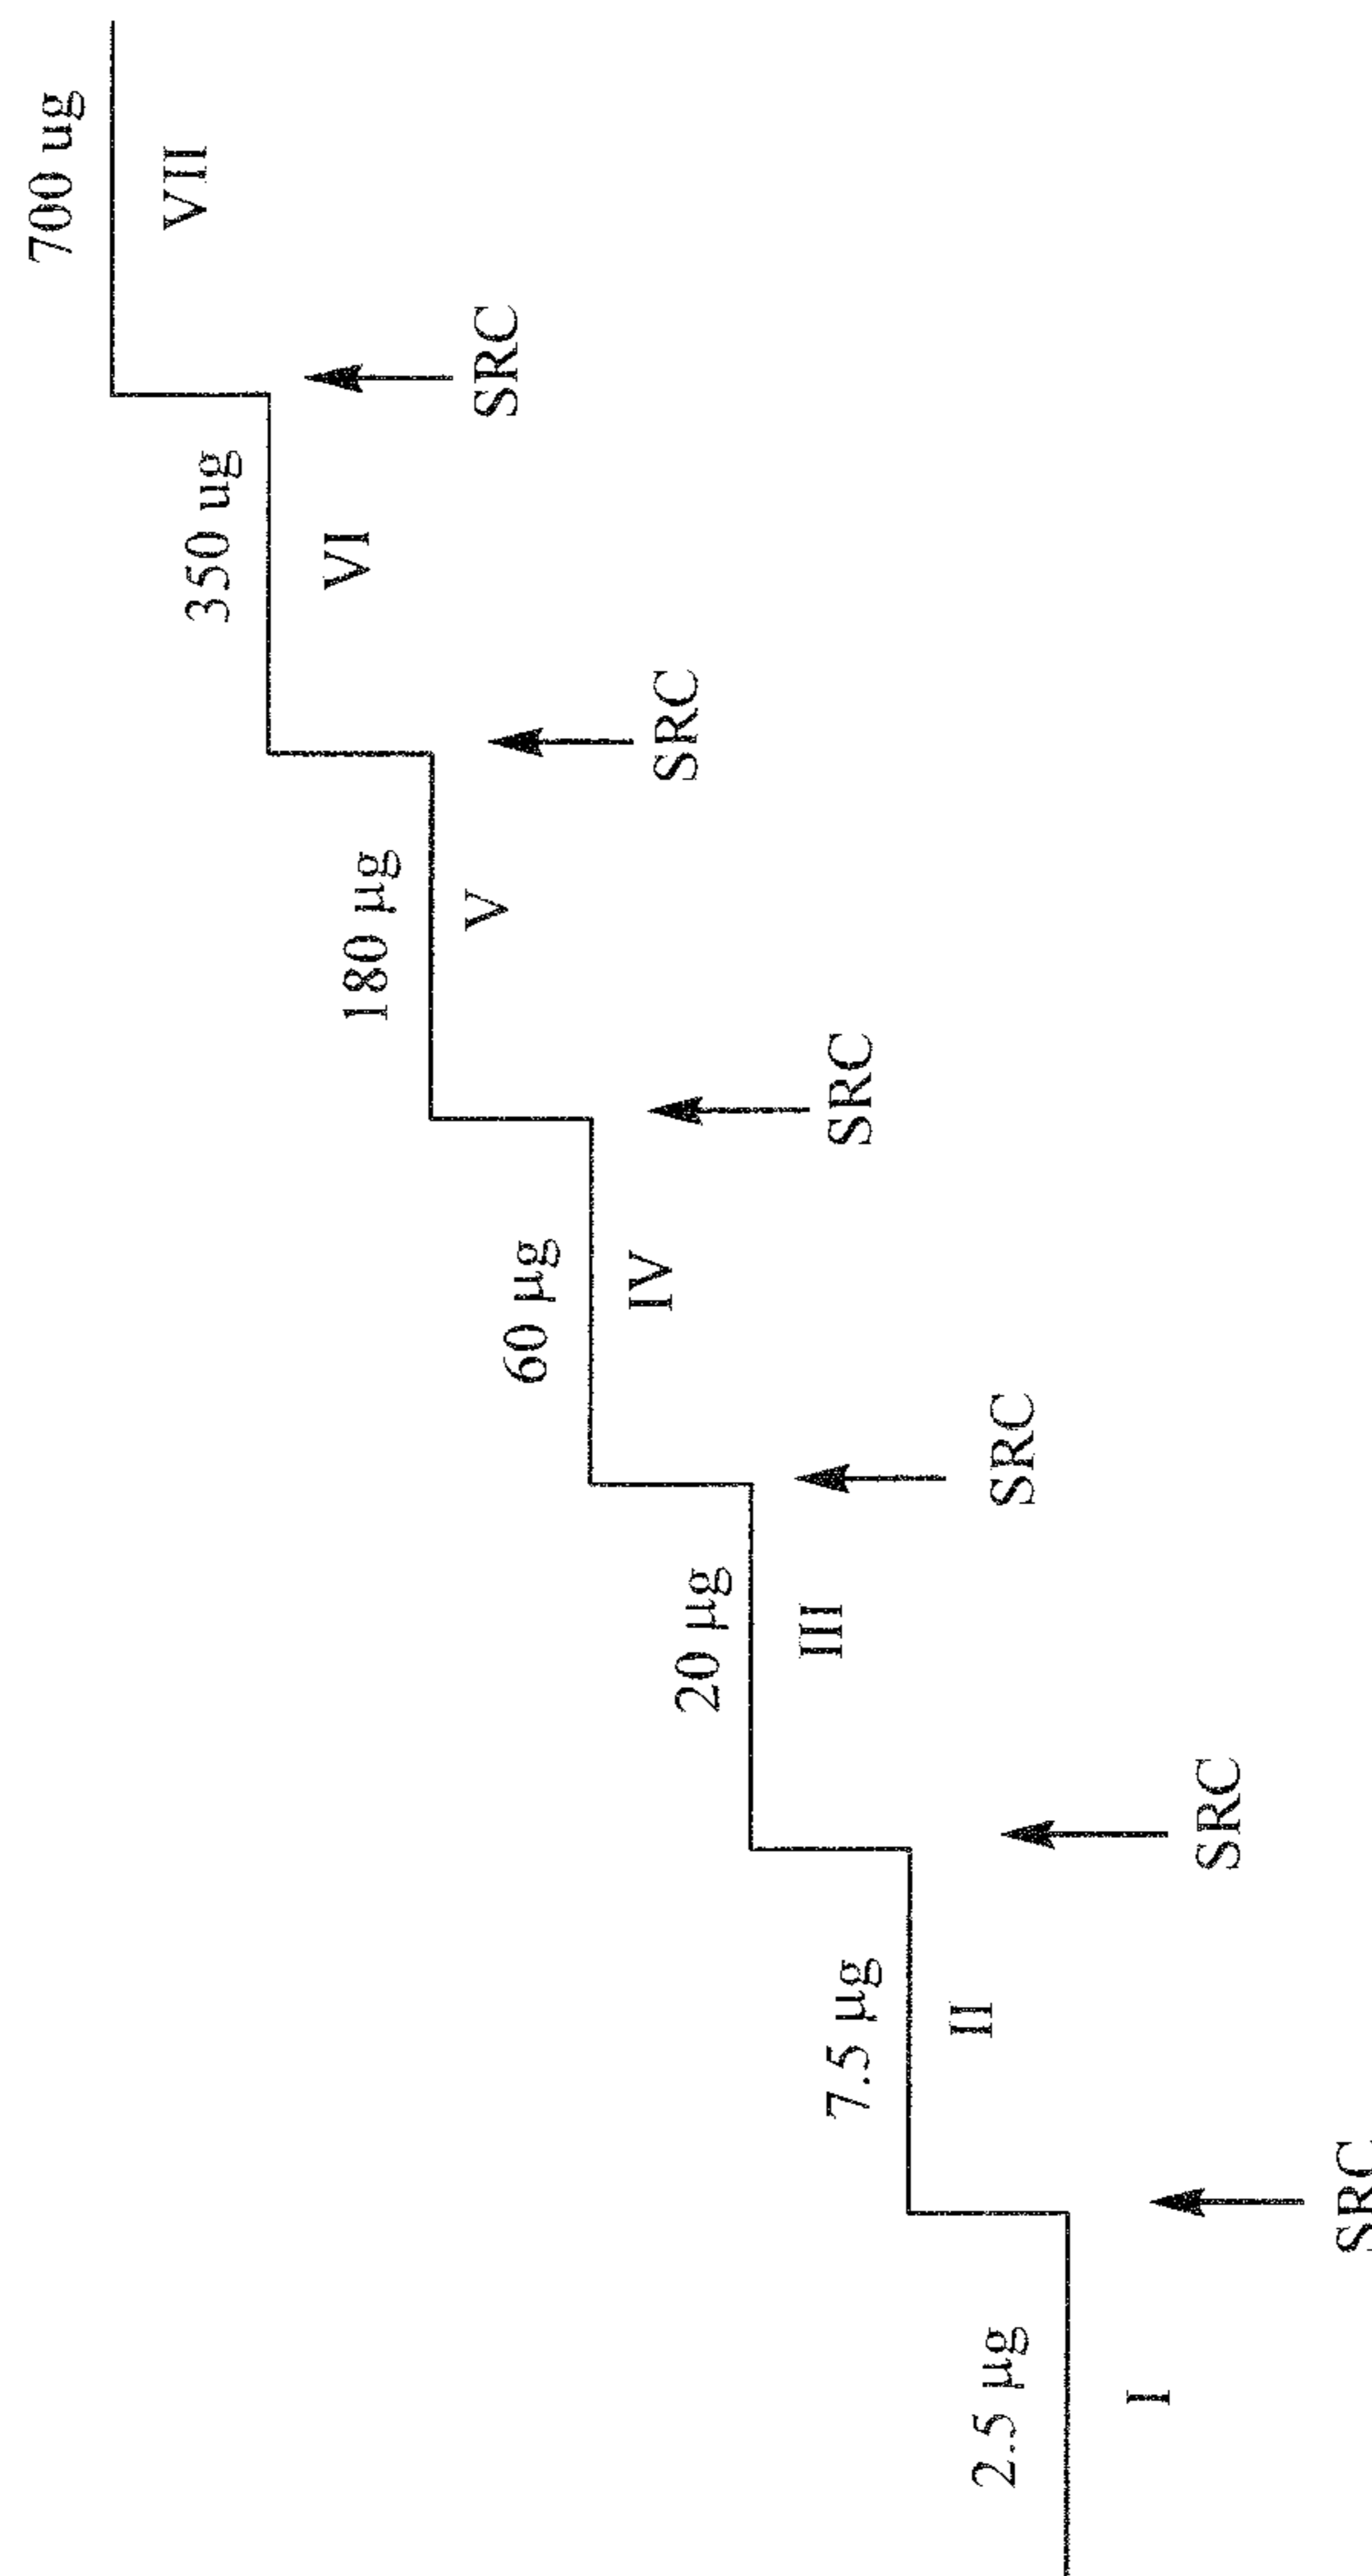 2.5 µg
I
SRC
7.5 µg
II
SRC
20 µg
III
SRC
60 µg
IV
SRC
180 µg
V
SRC
350 ug
VI
SRC
700 ug
VII